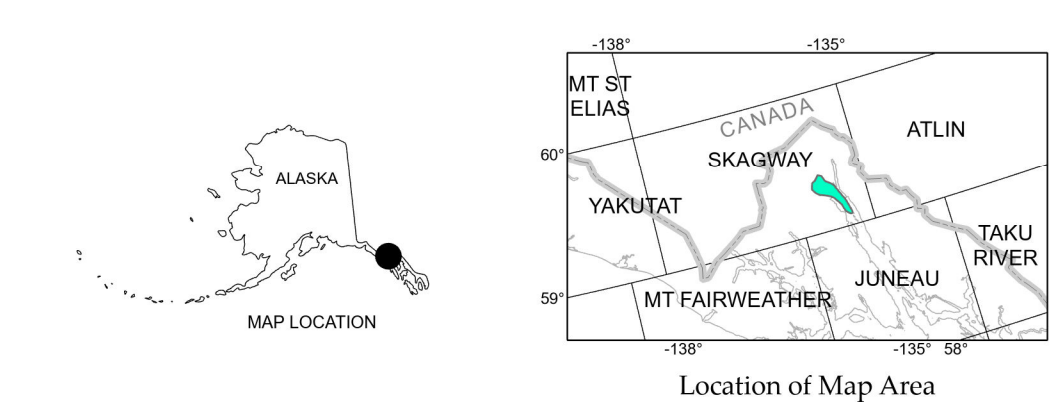 ALASKA
MAP LOCATION
-138°
-135°
MT ST
ELIAS
CANADA
ATLIN
60°
SKAGWAY
YAKUTAT
TAKU
RIVER
JUNEAU
59°
MT FAIRWEATHER
-138°
-135°
58°
Location of Map Area